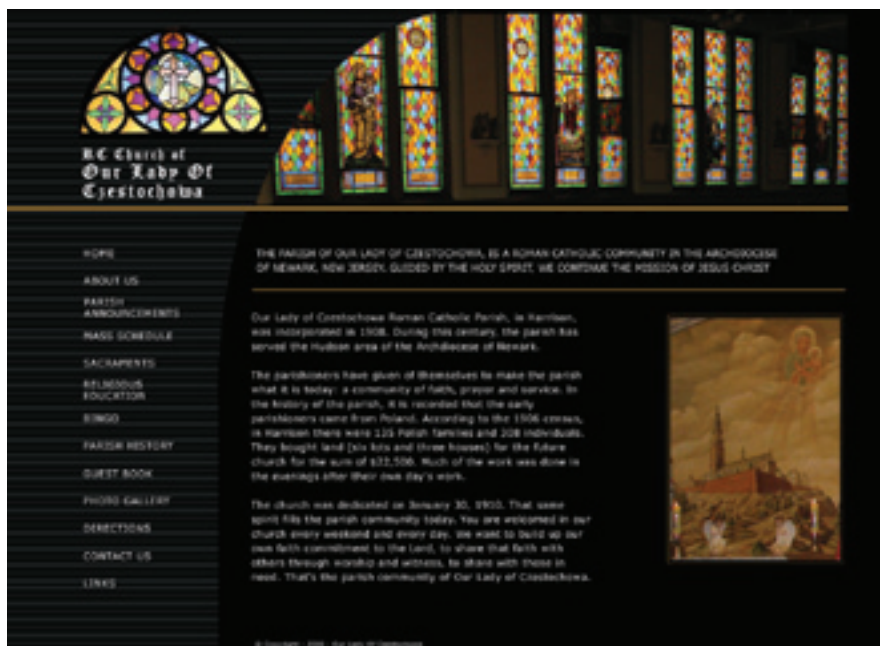 RC Church of
Our Lady Of
Czestochowa
HOME
ABOUT US
PARISH
ANNOUNCEMENTS
MASS SCHEDULE
SACRAMENTS
RELIGIOUS
EDUCATION
BINGO
PARISH HISTORY
GUEST BOOK
PHOTO GALLERY
DIRECTIONS
CONTACT US
LINKS
THE PARISH OF OUR LADY OF CZESTOCHOWA, IS A ROMAN CATHOLIC COMMUNITY IN THE ARCHDIOCESE
OF NEWARK, NEW JERSEY. GUIDED BY THE HOLY SPIRIT, WE CONTINUE THE MISSION OF JESUS CHRIST
Our Lady of Czestochowa Roman Catholic Parish, in Harrison,
was incorporated in 1908. During this century, the parish has
served the Hudson area of the Archdiocese of Newark.
The parishioners have given of themselves to make the parish
what it is today: a community of faith, prayer and service. In
the history of the parish, it is recorded that the early
parishioners came from Poland. According to the census,
in Harrison there were 125 Polish families and 208 individuals.
They bought land (six lots and three houses) for the future
church for the sum of Much of the work was done in
the evenings after their own day's work.
The church was dedicated on January 30, 1910. That same
spirit fills the parish community today. You are welcomed in our
church every weekend and every day. We want to build up our
own faith commitment to the Lord, to share that faith with
others through worship and witness, to share with those in
need. That's the parish community of Our Lady of Czestochowa.